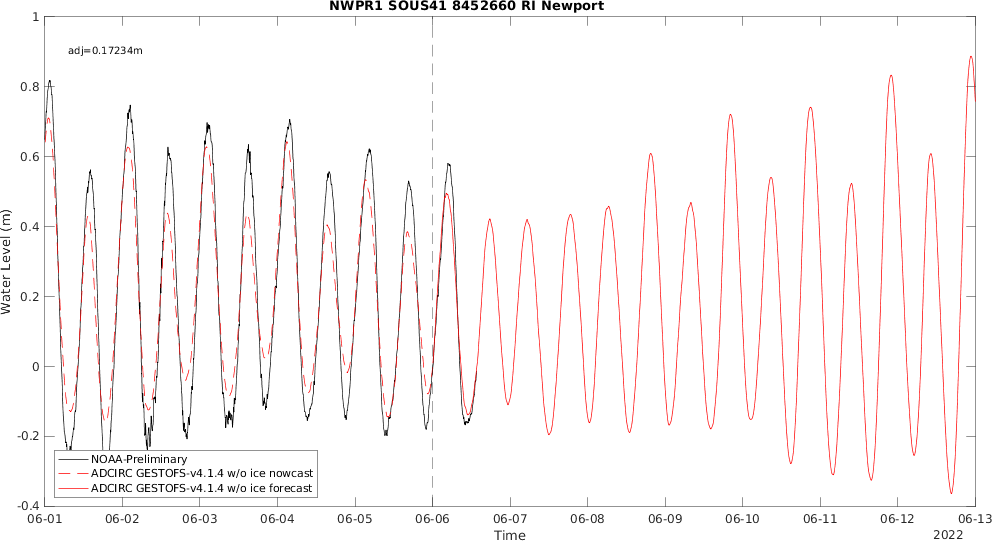 NWPR1 SOUS41 8452660 RI Newport
1
adj=0.17234m
0.8
0.6
0.4
0.2
0
-0.2
-0.4
Water Level (m)
NOAA-Preliminary
ADCIRC GESTOFS-v4.1.4 w/o ice nowcast
ADCIRC GESTOFS-v4.1.4 w/o ice forecast
06-01 06-02 06-03 06-04 06-05 06-06 06-07 06-08 06-09 06-10 06-11 06-12 06-13
Time
2022